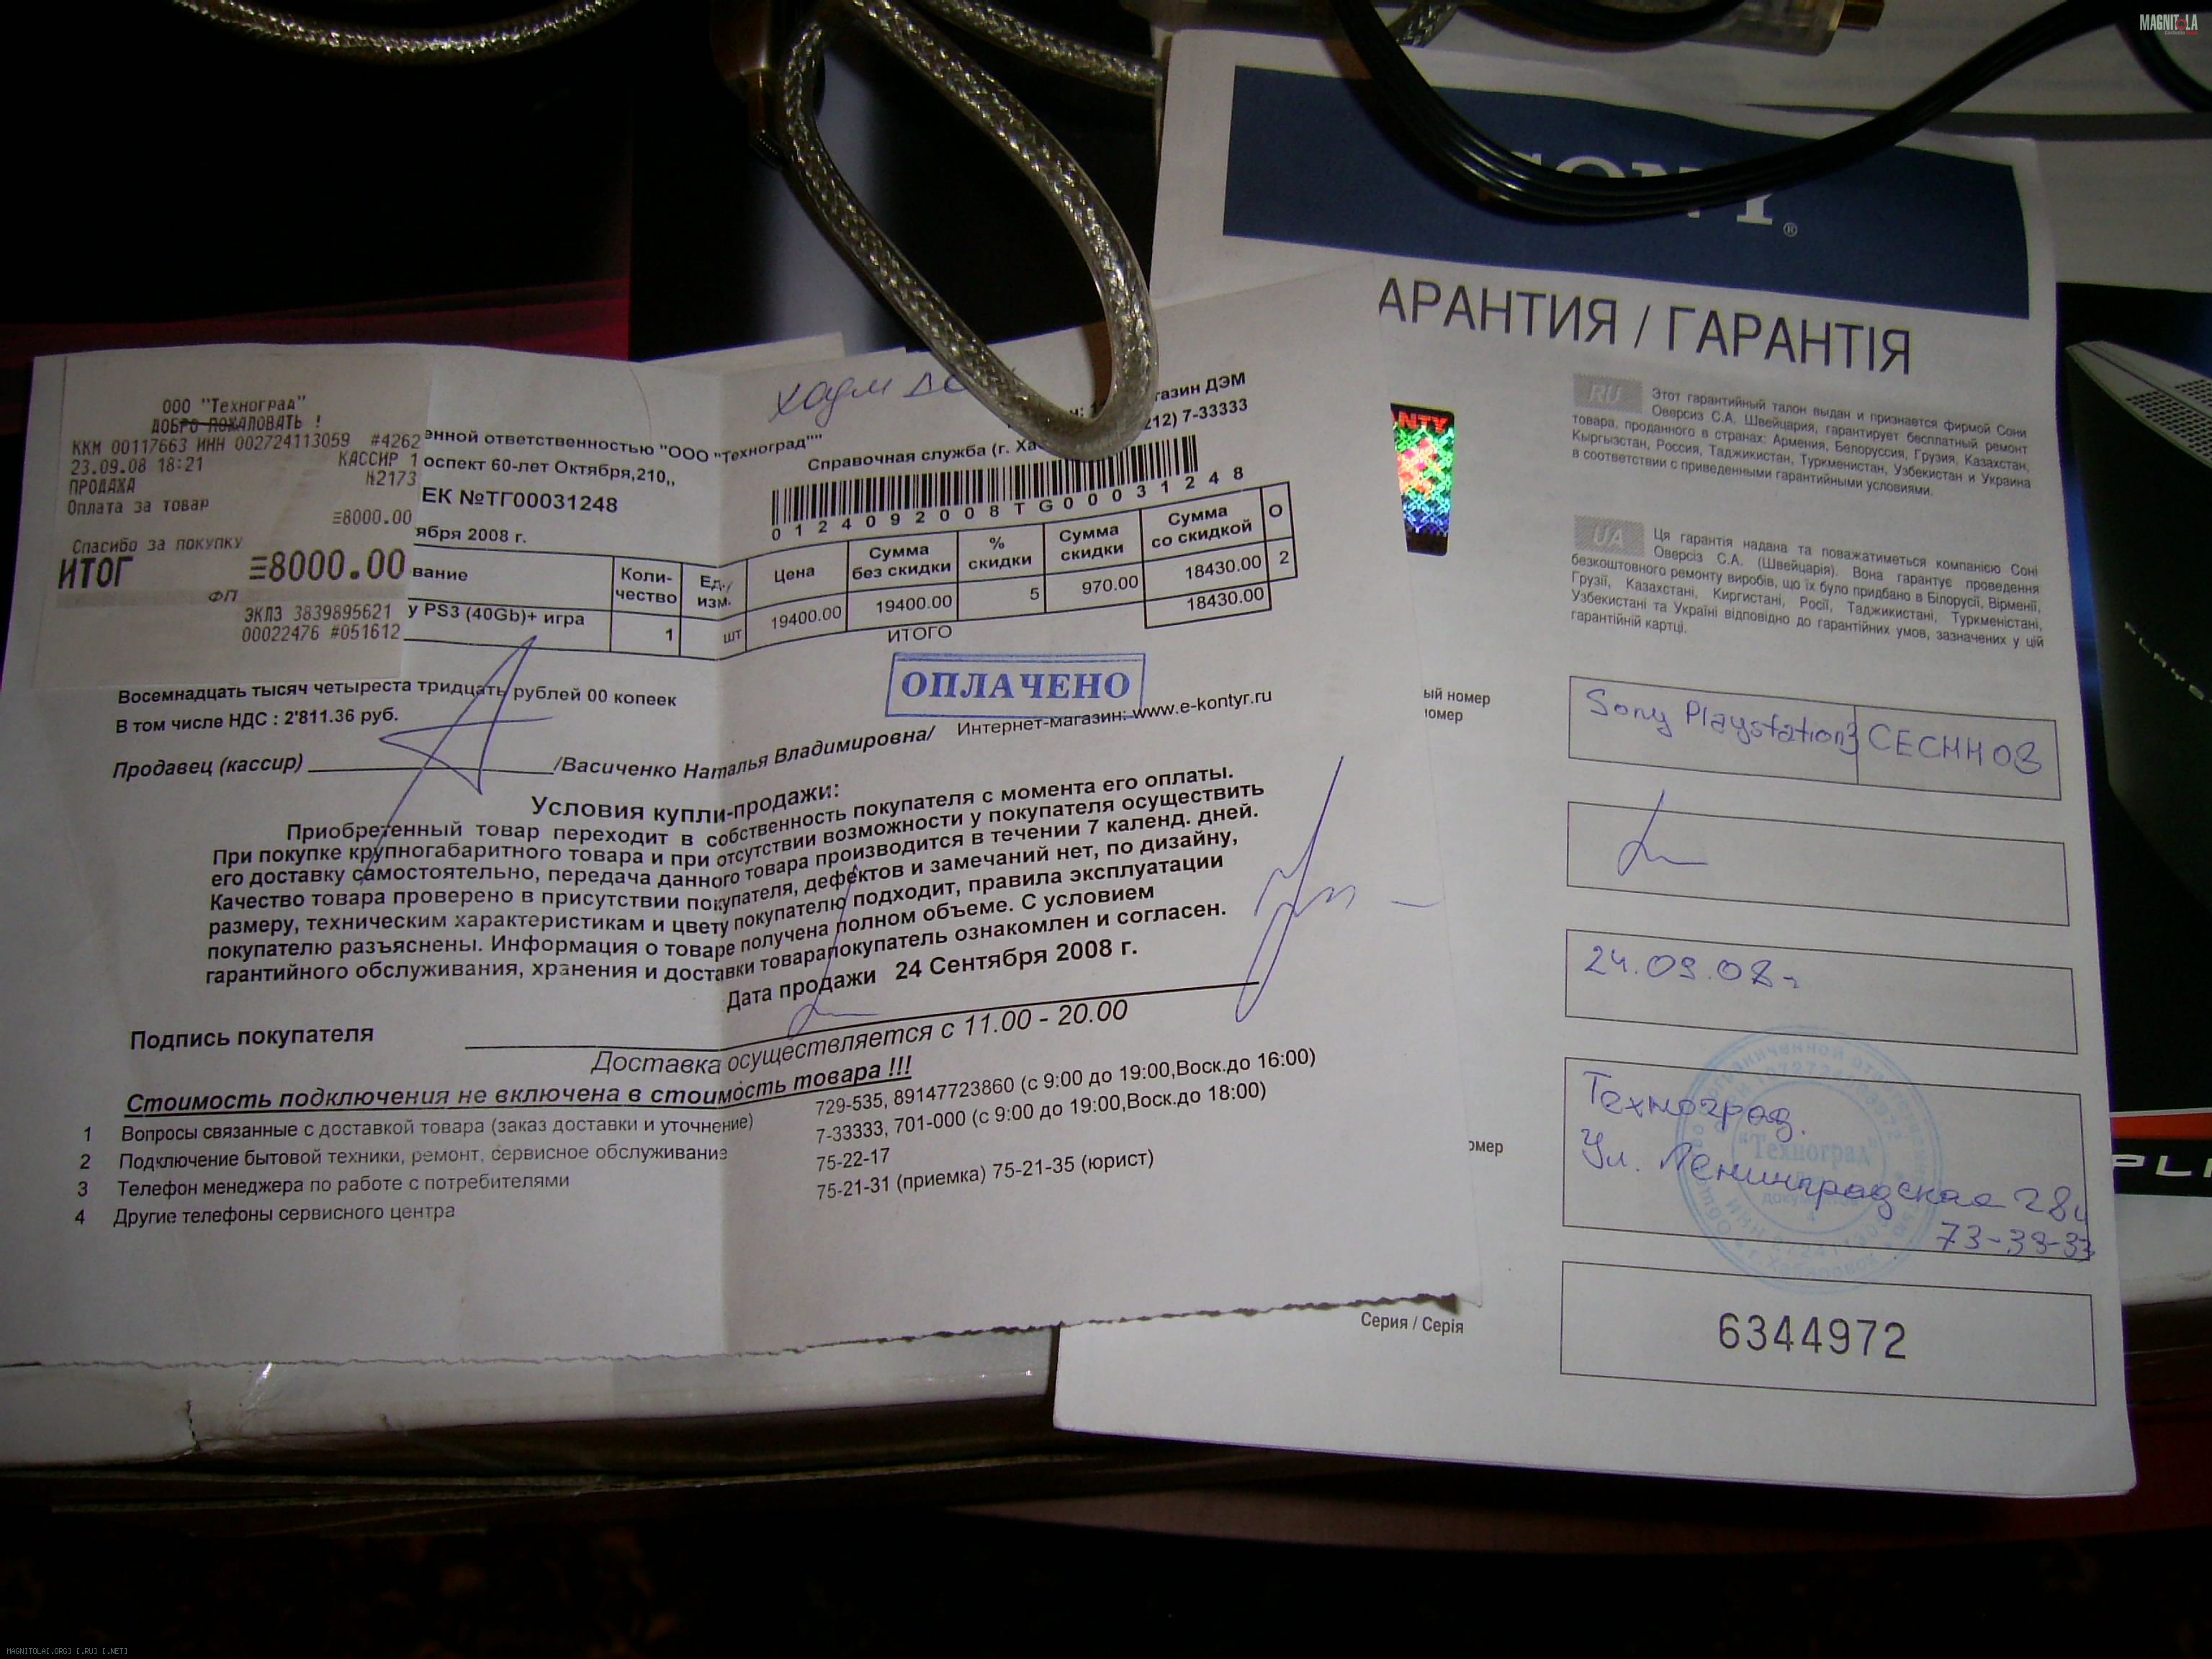 MAGNITOLA
SONY®
АРАНТИЯ / ГАРАНТІЯ
RU Этот гарантийный талон выдан и признается фирмой Сони
Оверсиз С.А. Швейцария, гарантирует бесплатный ремонт
товара, проданного в странах: Армения, Белоруссия, Грузия, Казахстан,
Кыргызстан, Россия, Таджикистан, Туркменистан, Узбекистан и Украина
в соответствии с приведенными гарантийными условиями.
UA Ця гарантія надана та поважатиметься компанією Соні
Оверсіз С.А. (Швейцарія). Вона гарантує проведення
безкоштовного ремонту виробів, що їх було придбано в Білорусії, Вірменії,
Грузії, Казахстані, Киргистані, Росії, Таджикистані, Туркменістані,
Узбекистані та Україні відповідно до гарантійних умов, зазначених у цій
гарантійній картці.
ый номер
номер
Sony Playstation3 CECHH08
24.09.08г
Техноград.
Ул. Ленинградская 28и
73-33-33
"Техноград"
омер
Серия / Серія
6344972
ООО "Техноград"
ДОБРО ПОЖАЛОВАТЬ !
ККМ 00117663 ИНН 002724113059 #4262
23.09.08 18:21 КАССИР 1
ПРОДАЖА №2173
Оплата за товар
≡8000.00
Спасибо за покупку
ИТОГ ≡8000.00
ФП
ЭКЛЗ 3839895621
00022476 #051612
газин ДЭМ
енной ответственностью "ООО "Техноград""
Справочная служба (г. Ха 212) 7-33333
оспект 60-лет Октября,210,,
ЕК №ТГ00031248
0124092008TG00031248
ября 2008 г.
вание Коли-чество Ед./изм. Цена Сумма без скидки % скидки Сумма скидки Сумма со скидкой О
у PS3 (40Gb)+ игра 1 шт 19400.00 19400.00 5 970.00 18430.00 2
ИТОГО 18430.00
ОПЛАЧЕНО
Восемнадцать тысяч четыреста тридцать рублей 00 копеек
В том числе НДС : 2'811.36 руб.
Интернет-магазин: www.e-kontyr.ru
Продавец (кассир) /Васиченко Наталья Владимировна/
Условия купли-продажи:
Приобретенный товар переходит в собственность покупателя с момента его оплаты.
При покупке крупногабаритного товара и при отсутствии возможности у покупателя осуществить
его доставку самостоятельно, передача данного товара производится в течении 7 календ. дней.
Качество товара проверено в присутствии покупателя, дефектов и замечаний нет, по дизайну,
размеру, техническим характеристикам и цвету покупателю подходит, правила эксплуатации
покупателю разъяснены. Информация о товаре получена полном объеме. С условием
гарантийного обслуживания, хранения и доставки товарапокупатель ознакомлен и согласен.
Дата продажи 24 Сентября 2008 г.
Подпись покупателя
Доставка осуществляется с 11.00 - 20.00
Стоимость подключения не включена в стоимость товара !!!
1 Вопросы связанные с доставкой товара (заказ доставки и уточнение) 729-535, 89147723860 (с 9:00 до 19:00,Воск.до 16:00)
2 Подключение бытовой техники, ремонт, сервисное обслуживание 7-33333, 701-000 (с 9:00 до 19:00,Воск.до 18:00)
3 Телефон менеджера по работе с потребителями 75-22-17
4 Другие телефоны сервисного центра 75-21-31 (приемка) 75-21-35 (юрист)
MAGNITOLA[.ORG] [.RU] [.NET]